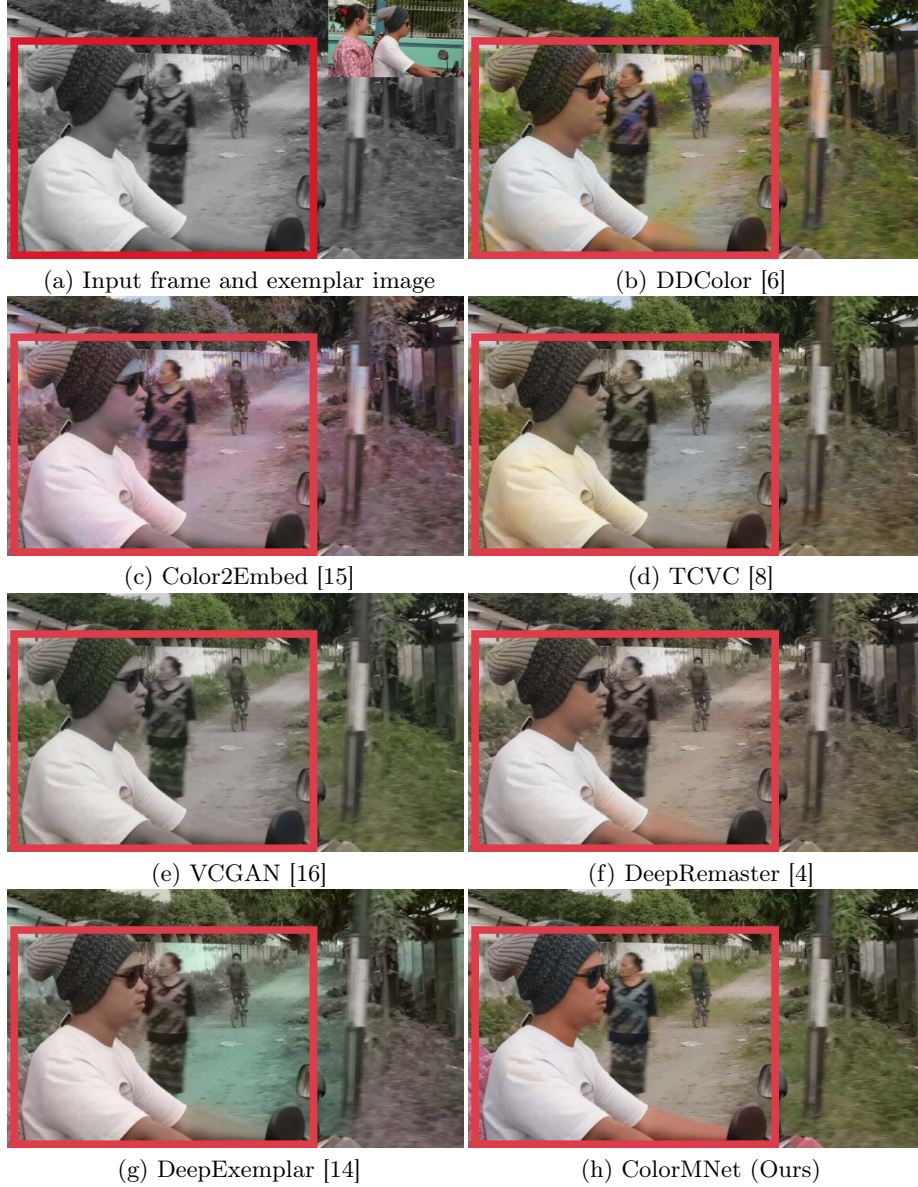 (a) Input frame and exemplar image
(b) DDColor [6]
(c) Color2Embed [15]
(d) TCVC [8]
(e) VCGAN [16]
(f) DeepRemaster [4]
(g) DeepExemplar [14]
(h) ColorMNet (Ours)